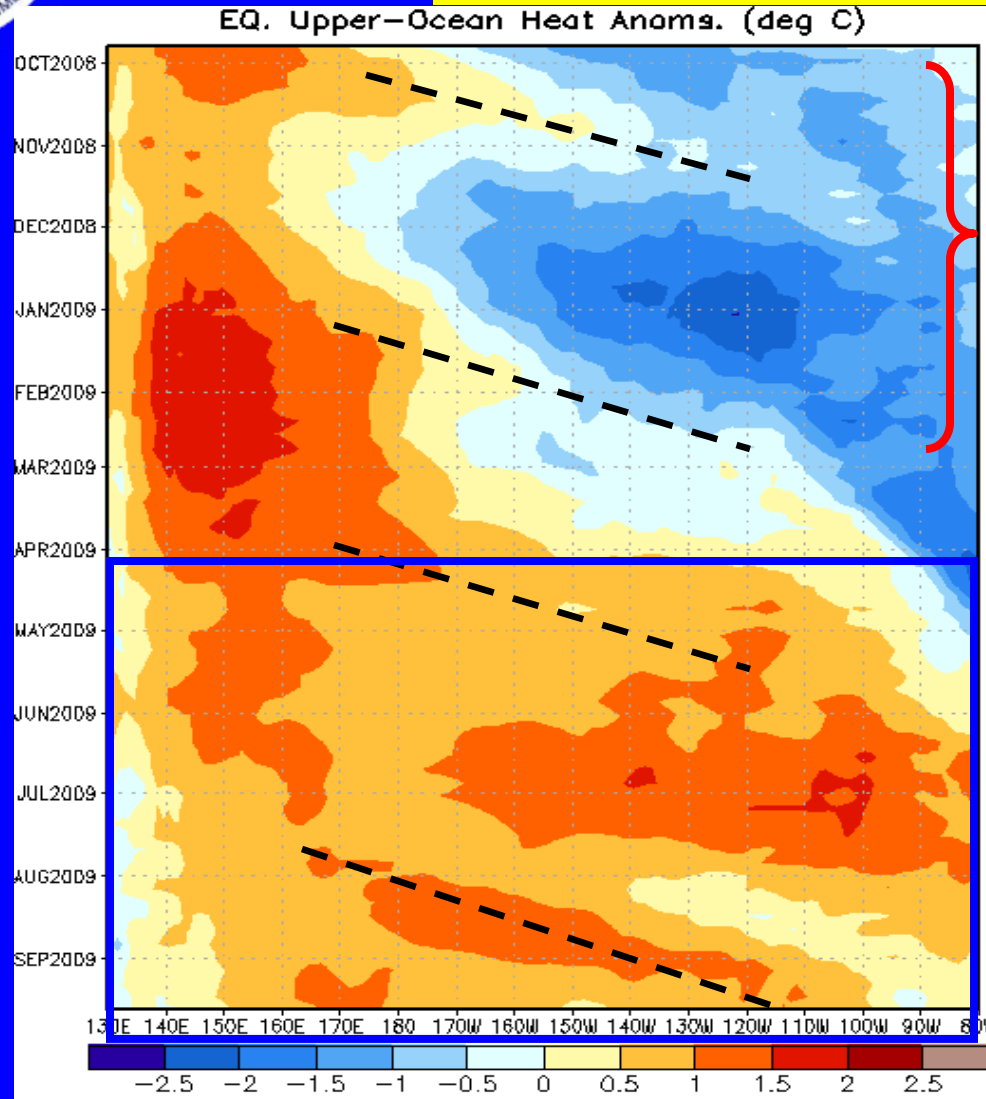 EQ. Upper-Ocean Heat Anoms. (deg C)
OCT2008
NOV2008
DEC2008
JAN2009
FEB2009
MAR2009
APR2009
MAY2009
JUN2009
JUL2009
AUG2009
SEP2009
130E 140E 150E 160E 170E 180 170W 160W 150W 140W 130W 120W 110W 100W 90W 80W
-2.5 -2 -1.5 -1 -0.5 0 0.5 1 1.5 2 2.5